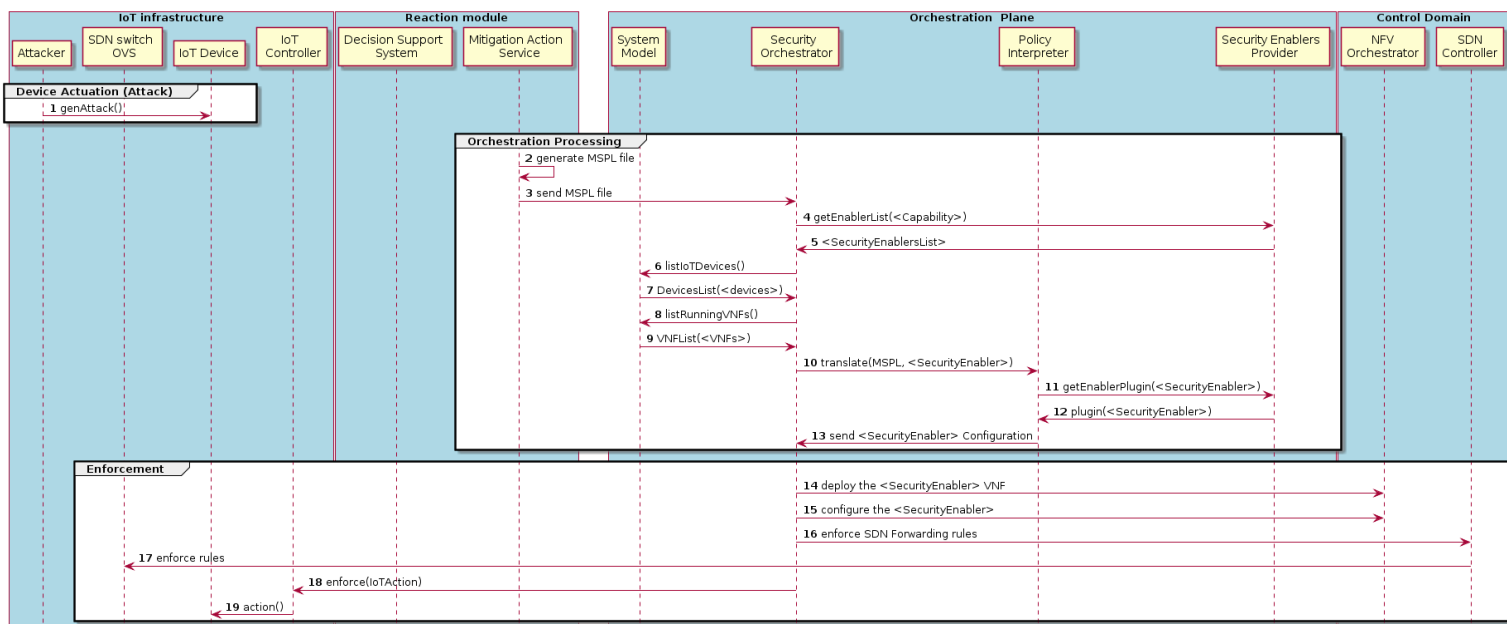 IoT infrastructure
Reaction module
Orchestration Plane
Control Domain
Attacker
SDN switch
OVS
IoT Device
IoT
Controller
Decision Support
System
Mitigation Action
Service
System
Model
Security
Orchestrator
Policy
Interpreter
Security Enablers
Provider
NFV
Orchestrator
SDN
Controller
Device Actuation (Attack)
1 genAttack()
Orchestration Processing
2 generate MSPL file
3 send MSPL file
4 getEnablerList(<Capability>)
5 <SecurityEnablersList>
6 listIoTDevices()
7 DevicesList(<devices>)
8 listRunningVNFs()
9 VNFList(<VNFs>)
10 translate(MSPL, <SecurityEnabler>)
11 getEnablerPlugin(<SecurityEnabler>)
12 plugin(<SecurityEnabler>)
13 send <SecurityEnabler> Configuration
Enforcement
14 deploy the <SecurityEnabler> VNF
15 configure the <SecurityEnabler>
16 enforce SDN Forwarding rules
17 enforce rules
18 enforce(IoTAction)
19 action()